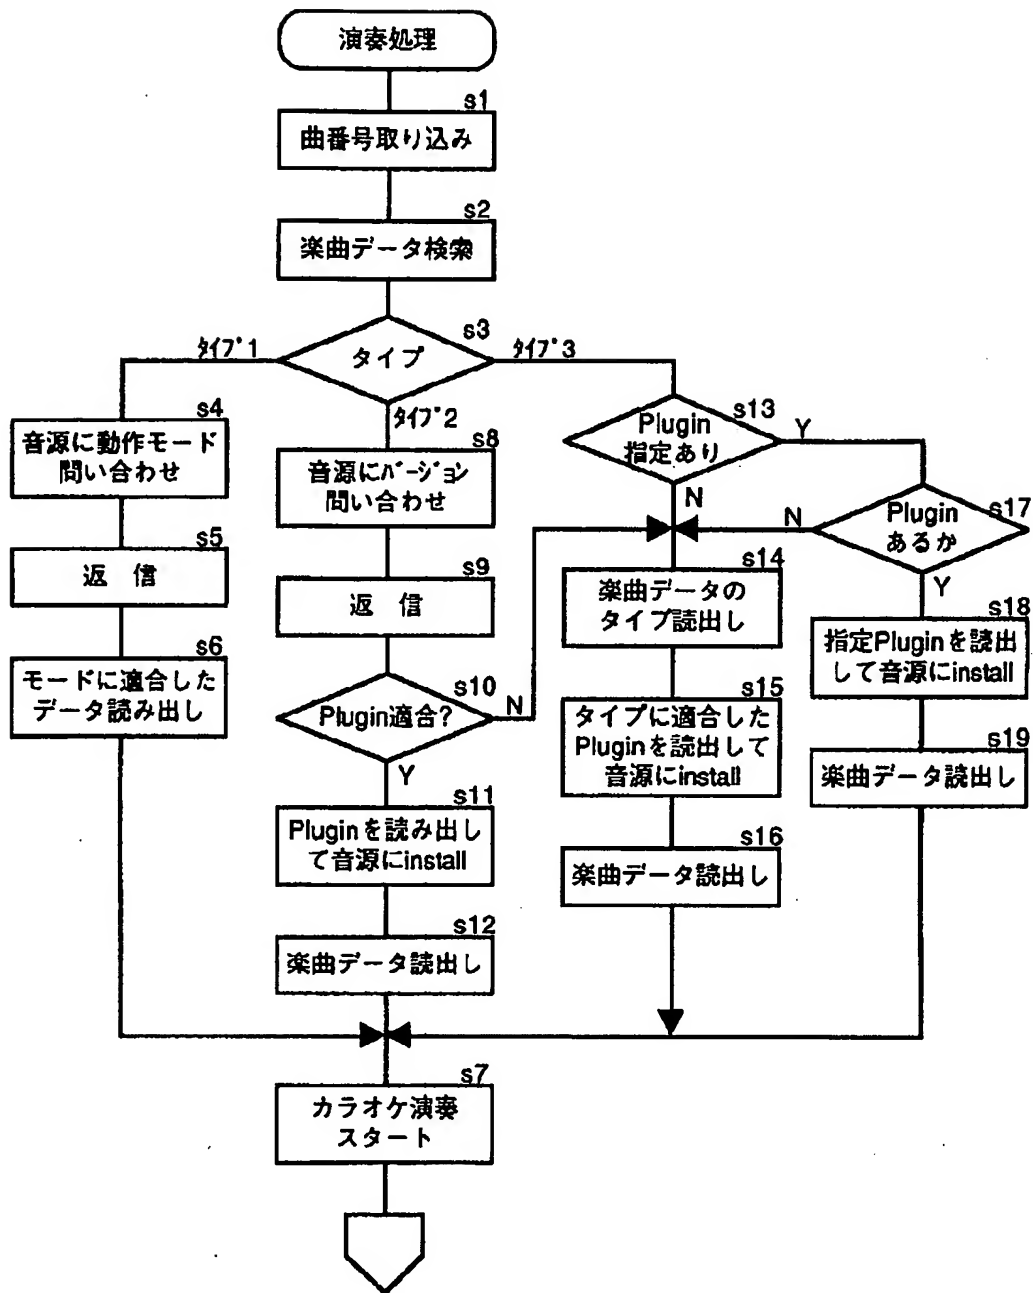 演奏処理
s1
曲番号取り込み
s2
楽曲データ検索
s3
タイプ
ﾀｲﾌﾟ1
ﾀｲﾌﾟ2
ﾀｲﾌﾟ3
s4
音源に動作モード
問い合わせ
s5
返 信
s6
モードに適合した
データ読み出し
s8
音源にﾊﾞｰｼﾞｮﾝ
問い合わせ
s9
返 信
s10
Plugin適合?
N
Y
s11
Pluginを読み出し
て音源にinstall
s12
楽曲データ読出し
s13
Plugin
指定あり
Y
N
s14
楽曲データの
タイプ読出し
s15
タイプに適合した
Pluginを読出して
音源にinstall
s16
楽曲データ読出し
s17
Plugin
あるか
N
Y
s18
指定Pluginを読出
して音源にinstall
s19
楽曲データ読出し
s7
カラオケ演奏
スタート